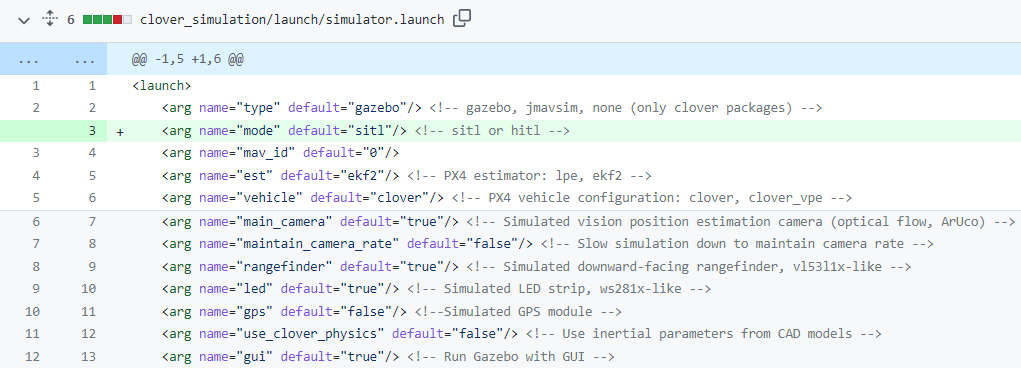 6 clover_simulation/launch/simulator.launch
... ... @@ -1,5 +1,6 @@
1 1 <launch>
2 2 <arg name="type" default="gazebo"/> <!-- gazebo, jmavsim, none (only clover packages) -->
3 + <arg name="mode" default="sitl"/> <!-- sitl or hitl -->
3 4 <arg name="mav_id" default="0"/>
4 5 <arg name="est" default="ekf2"/> <!-- PX4 estimator: lpe, ekf2 -->
5 6 <arg name="vehicle" default="clover"/> <!-- PX4 vehicle configuration: clover, clover_vpe -->
6 7 <arg name="main_camera" default="true"/> <!-- Simulated vision position estimation camera (optical flow, ArUco) -->
7 8 <arg name="maintain_camera_rate" default="false"/> <!-- Slow simulation down to maintain camera rate -->
8 9 <arg name="rangefinder" default="true"/> <!-- Simulated downward-facing rangefinder, vl53l1x-like -->
9 10 <arg name="led" default="true"/> <!-- Simulated LED strip, ws281x-like -->
10 11 <arg name="gps" default="false"/> <!--Simulated GPS module -->
11 12 <arg name="use_clover_physics" default="false"/> <!-- Use inertial parameters from CAD models -->
12 13 <arg name="gui" default="true"/> <!-- Run Gazebo with GUI -->